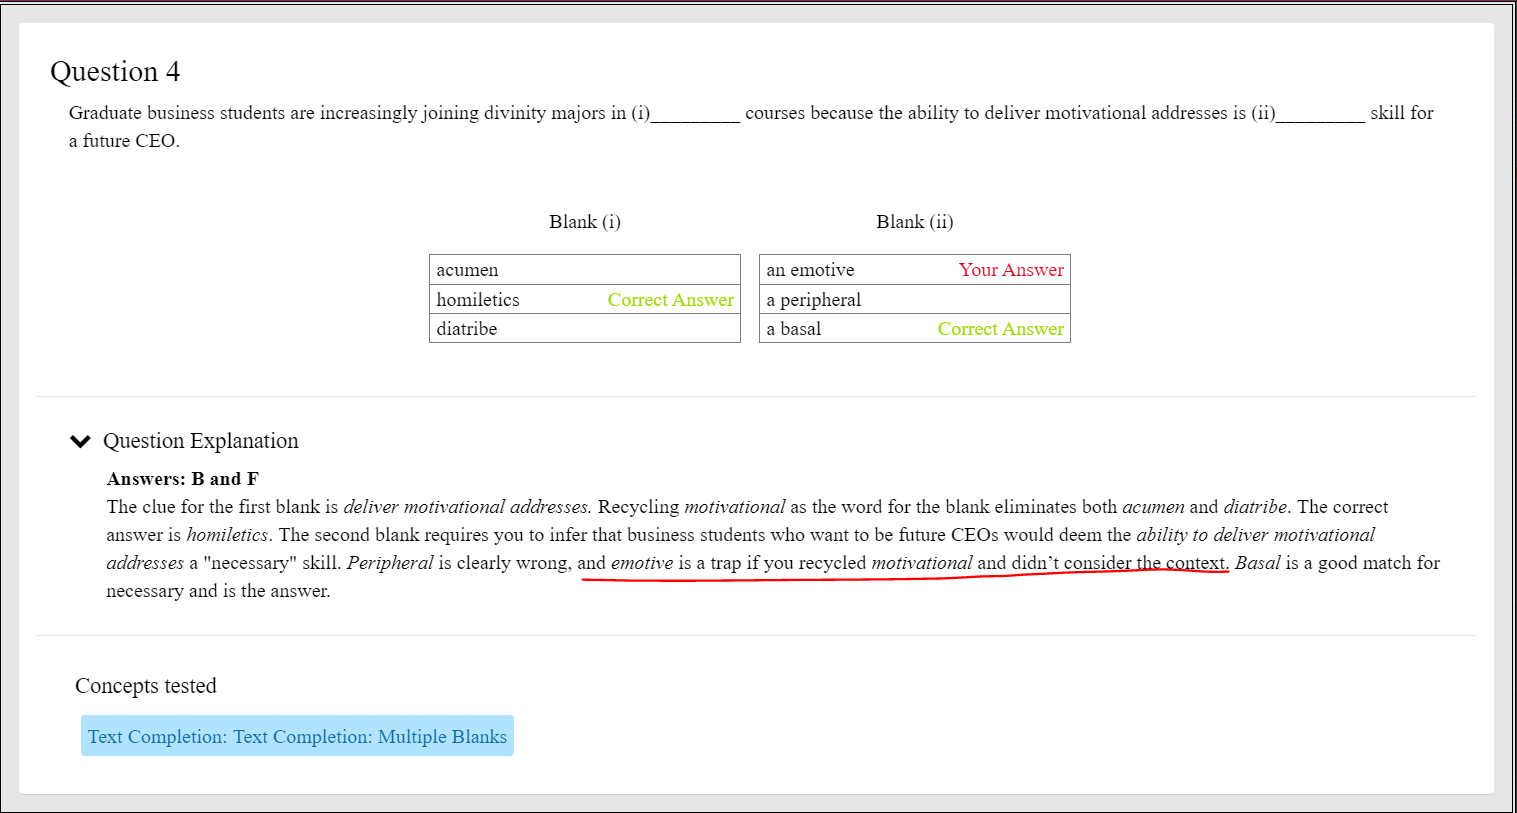 Question 4
Graduate business students are increasingly joining divinity majors in (i)_________ courses because the ability to deliver motivational addresses is (ii)_________ skill for
a future CEO.
Blank (i)
Blank (ii)
acumen
homiletics Correct Answer
diatribe
an emotive Your Answer
a peripheral
a basal Correct Answer
Question Explanation
Answers: B and F
The clue for the first blank is deliver motivational addresses. Recycling motivational as the word for the blank eliminates both acumen and diatribe. The correct
answer is homiletics. The second blank requires you to infer that business students who want to be future CEOs would deem the ability to deliver motivational
addresses a "necessary" skill. Peripheral is clearly wrong, and emotive is a trap if you recycled motivational and didn’t consider the context. Basal is a good match for
necessary and is the answer.
Concepts tested
Text Completion: Text Completion: Multiple Blanks